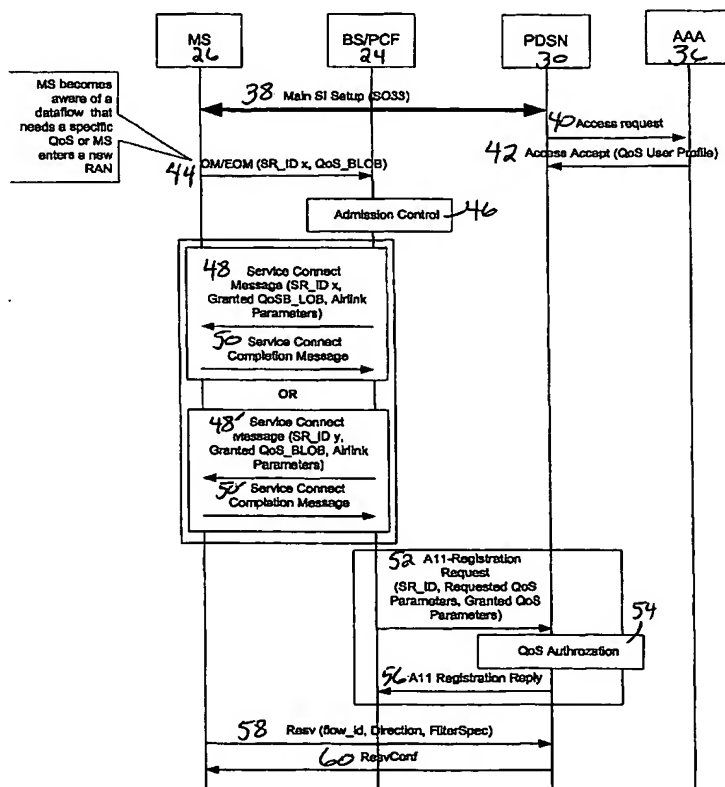 MS
26
BS/PCF
24
PDSN
30
AAA
36
MS becomes
aware of a
dataflow that
needs a specific
QoS or MS
enters a new
RAN
38 Main SI Setup (SO33)
40 Access request
42 Access Accept (QoS User Profile)
44 OM/EOM (SR_ID x, QoS_BLOB)
Admission Control 46
48 Service Connect
Message (SR_ID x,
Granted QoSB_LOB, Airlink
Parameters)
50 Service Connect
Completion Message
OR
48' Service Connect
Message (SR_ID y,
Granted QoS_BLOB, Airlink
Parameters)
50' Service Connect
Completion Message
52 A11-Registration
Request
(SR_ID, Requested QoS
Parameters, Granted QoS
Parameters)
54
QoS Authrozation
56 A11 Registration Reply
58 Resv (flow_id, Direction, FilterSpec)
60 ResvConf